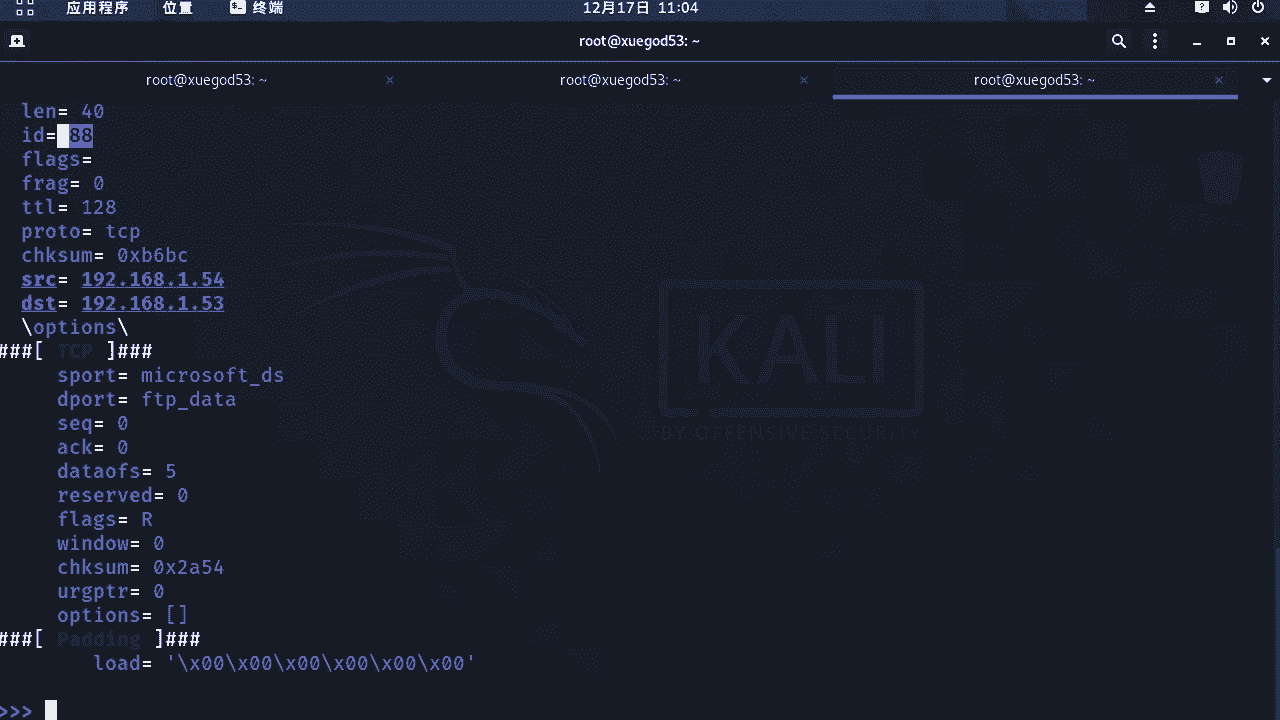 应用程序 位置 终端 12月17日 11:04
root@xuegod53: ~
root@xuegod53: ~ × root@xuegod53: ~ × root@xuegod53: ~ ×
len= 40
id= 88
flags=
frag= 0
ttl= 128
proto= tcp
chksum= 0xb6bc
src= 192.168.1.54
dst= 192.168.1.53
\options\
###[ TCP ]###
sport= microsoft_ds
dport= ftp_data
seq= 0
ack= 0
dataofs= 5
reserved= 0
flags= R
window= 0
chksum= 0x2a54
urgptr= 0
options= []
###[ Padding ]###
load= '\x00\x00\x00\x00\x00\x00'
>>>
KALI
BY OFFENSIVE SECURITY